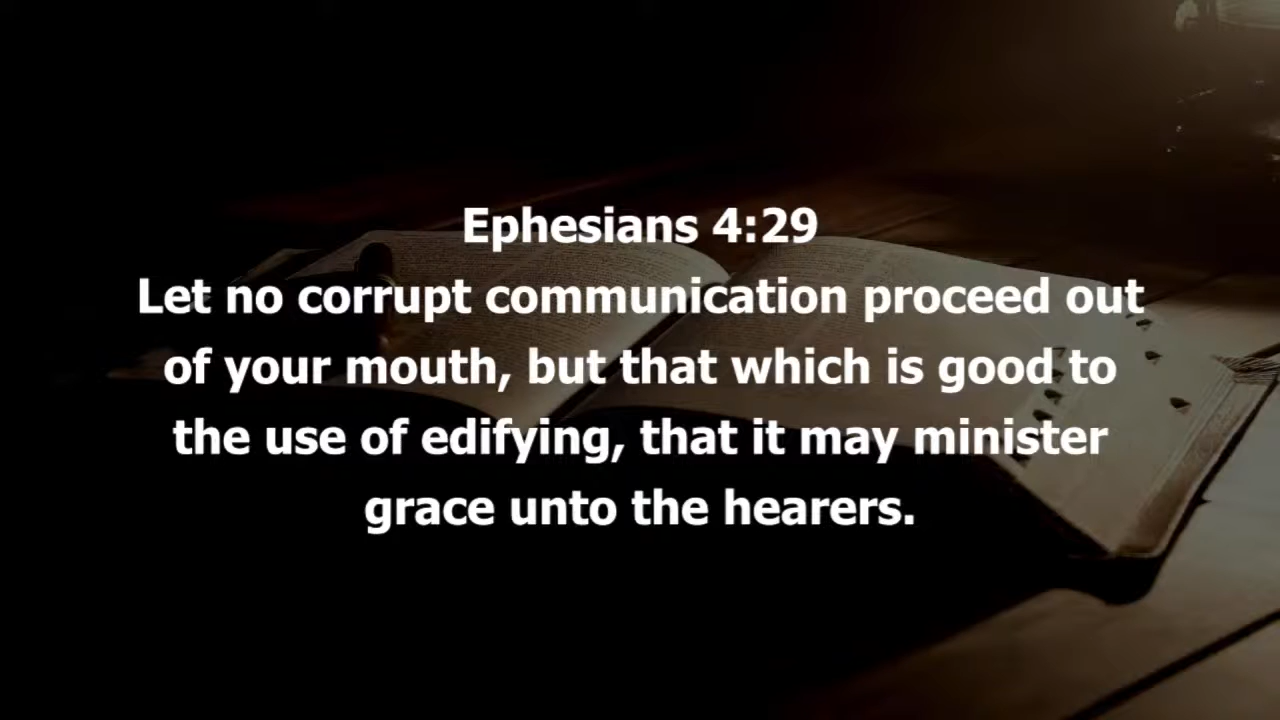 Ephesians 4:29
Let no corrupt communication proceed out
of your mouth, but that which is good to
the use of edifying, that it may minister
grace unto the hearers.